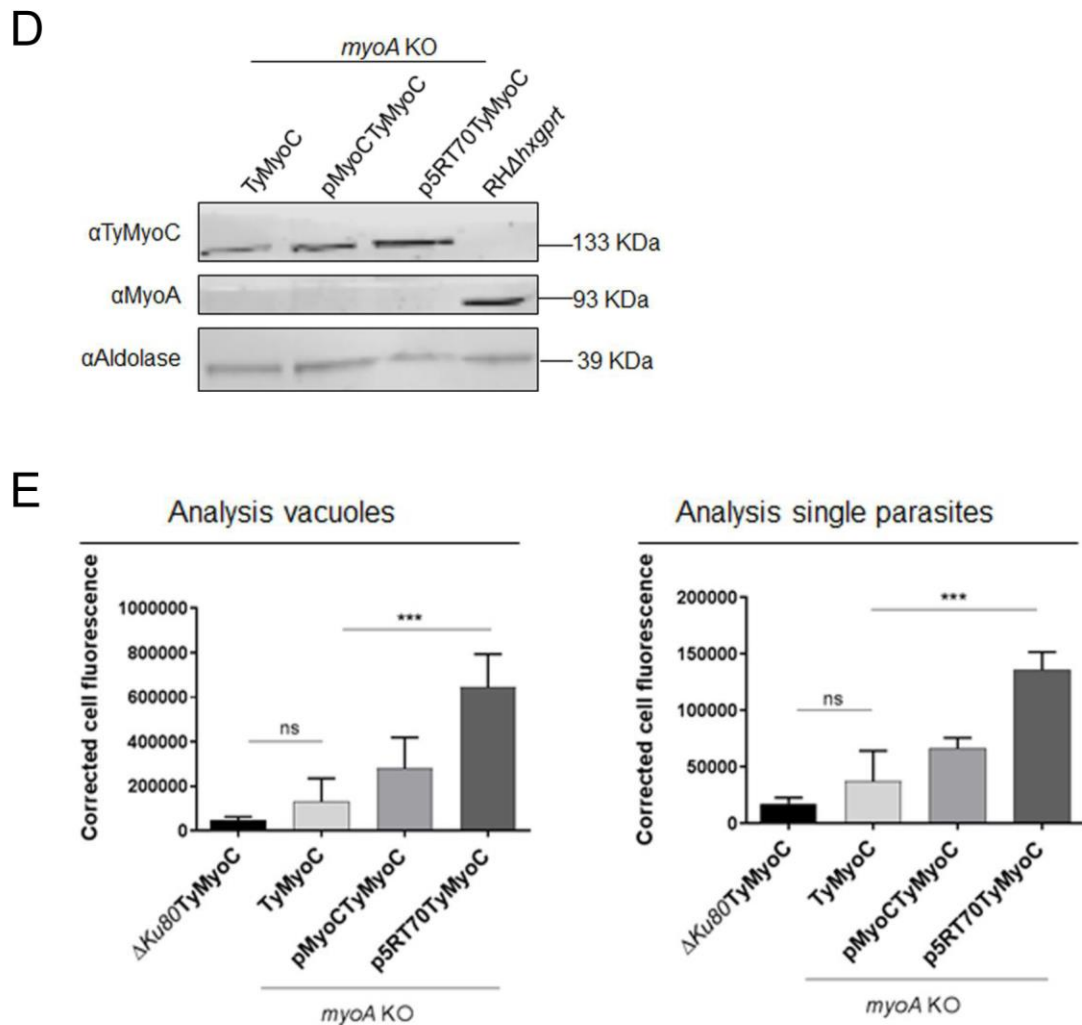 D
myoA KO
TyMyoC
pMyoCTyMyoC
p5RT70TyMyoC
RHΔhxgprt
αTyMyoC
133 KDa
αMyoA
93 KDa
αAldolase
39 KDa
E
Analysis vacuoles
Corrected cell fluorescence
1000000
800000
600000
400000
200000
0
ns
***
ΔKu80TyMyoC
TyMyoC
pMyoCTyMyoC
p5RT70TyMyoC
myoA KO
Analysis single parasites
Corrected cell fluorescence
200000
150000
100000
50000
0
ns
***
ΔKu80TyMyoC
TyMyoC
pMyoCTyMyoC
p5RT70TyMyoC
myoA KO